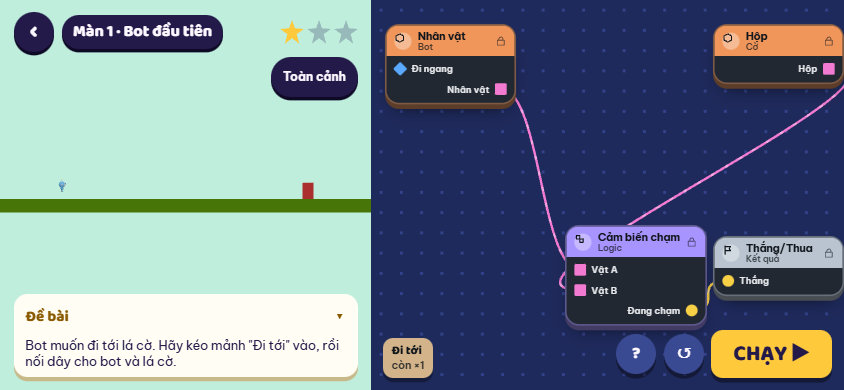 Màn 1 · Bot đầu tiên
Toàn cảnh
Đề bài
Bot muốn đi tới lá cờ. Hãy kéo mảnh "Đi tới" vào, rồi
nối dây cho bot và lá cờ.
Nhân vật
Bot
Đi ngang
Nhân vật
Hộp
Cờ
Hộp
Cảm biến chạm
Logic
Vật A
Vật B
Đang chạm
Thắng/Thua
Kết quả
Thắng
Đi tới
còn ×1
?
CHẠY